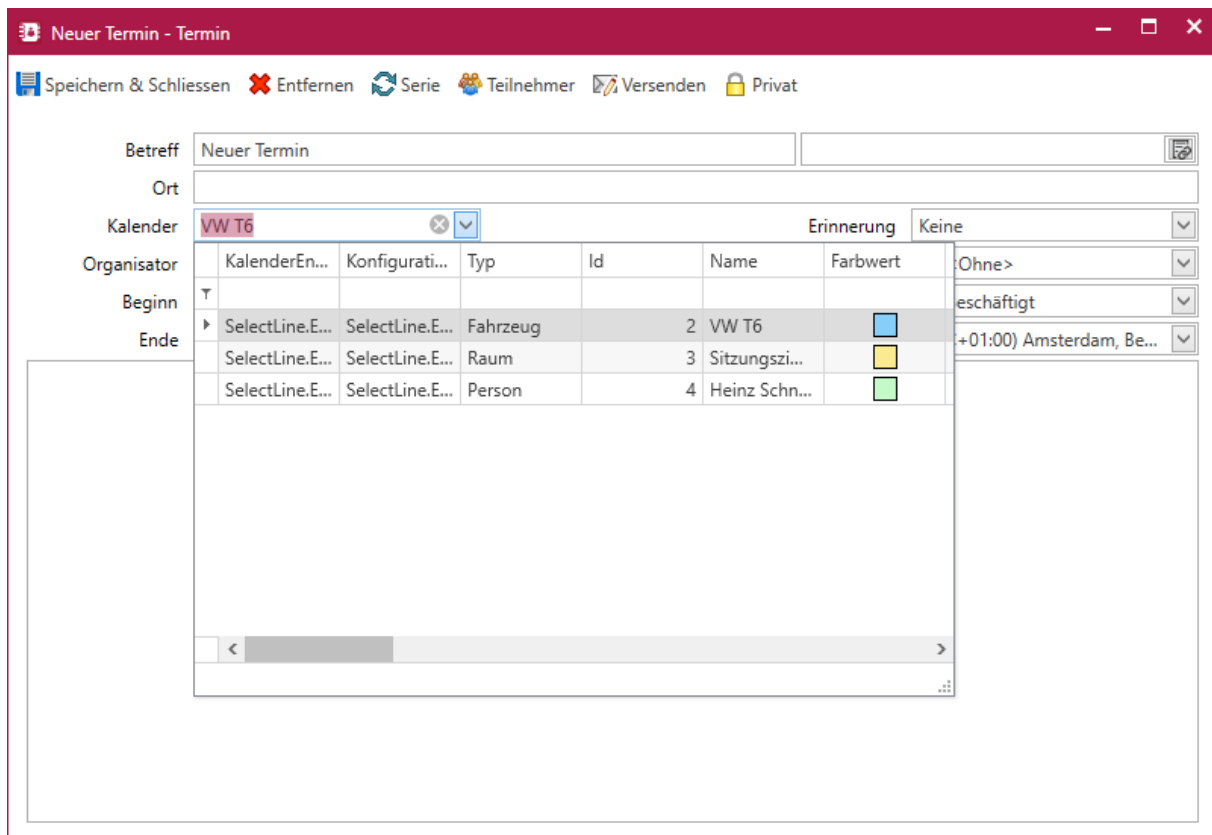 Neuer Termin - Termin
Speichern & Schliessen Entfernen Serie Teilnehmer Versenden Privat
Betreff Neuer Termin
Ort
Kalender VW T6 Erinnerung Keine
Organisator <Ohne>
Beginn eschäftigt
Ende +01:00) Amsterdam, Be...
KalenderEn... Konfigurati... Typ Id Name Farbwert
SelectLine.E... SelectLine.E... Fahrzeug 2 VW T6
SelectLine.E... SelectLine.E... Raum 3 Sitzungszi...
SelectLine.E... SelectLine.E... Person 4 Heinz Schn...